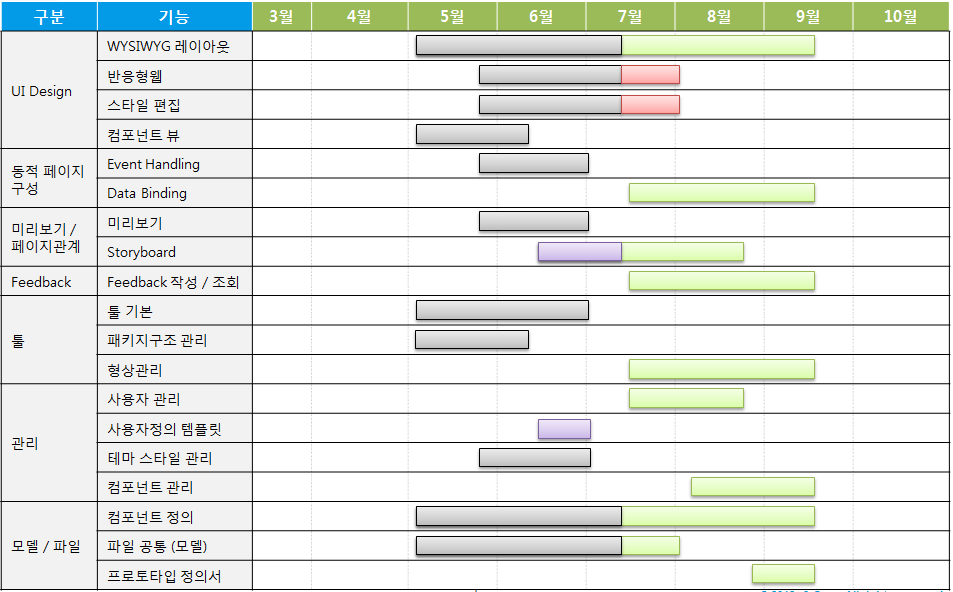 구분 기능 3월 4월 5월 6월 7월 8월 9월 10월
UI Design
WYSIWYG 레이아웃
반응형웹
스타일 편집
컴포넌트 뷰
동적 페이지
구성
Event Handling
Data Binding
미리보기 /
페이지관계
미리보기
Storyboard
Feedback
Feedback 작성 / 조회
툴
툴 기본
패키지구조 관리
형상관리
관리
사용자 관리
사용자정의 템플릿
테마 스타일 관리
컴포넌트 관리
모델 / 파일
컴포넌트 정의
파일 공통 (모델)
프로토타입 정의서